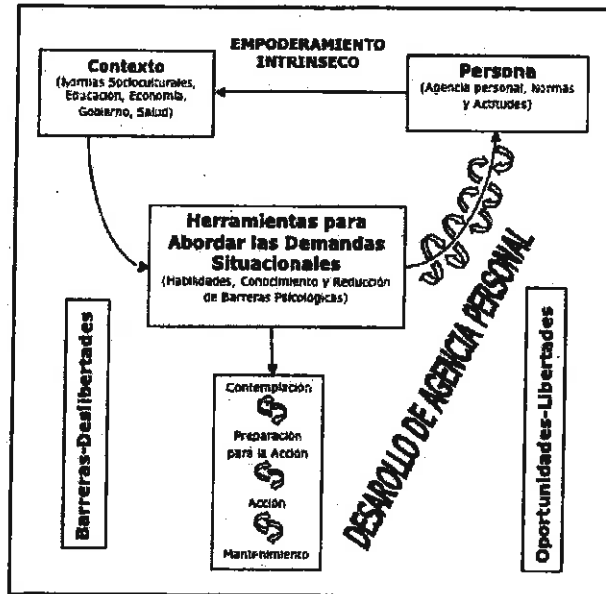 EMPODERAMIENTO
INTRINSECO
Contexto
(Normas Socioculturales,
Educación, Economía,
Gobierno, Salud)
Persona
(Agencia personal, Normas
y Actitudes)
Herramientas para
Abordar las Demandas
Situacionales
(Habilidades, Conocimiento y Reducción
de Barreras Psicológicas)
Contemplación
Preparación
para la Acción
Acción
Mantenimiento
Barreras-Deslibertades
DESAROLLO DE AGENCIA PERSONAL
Oportunidades-Libertades